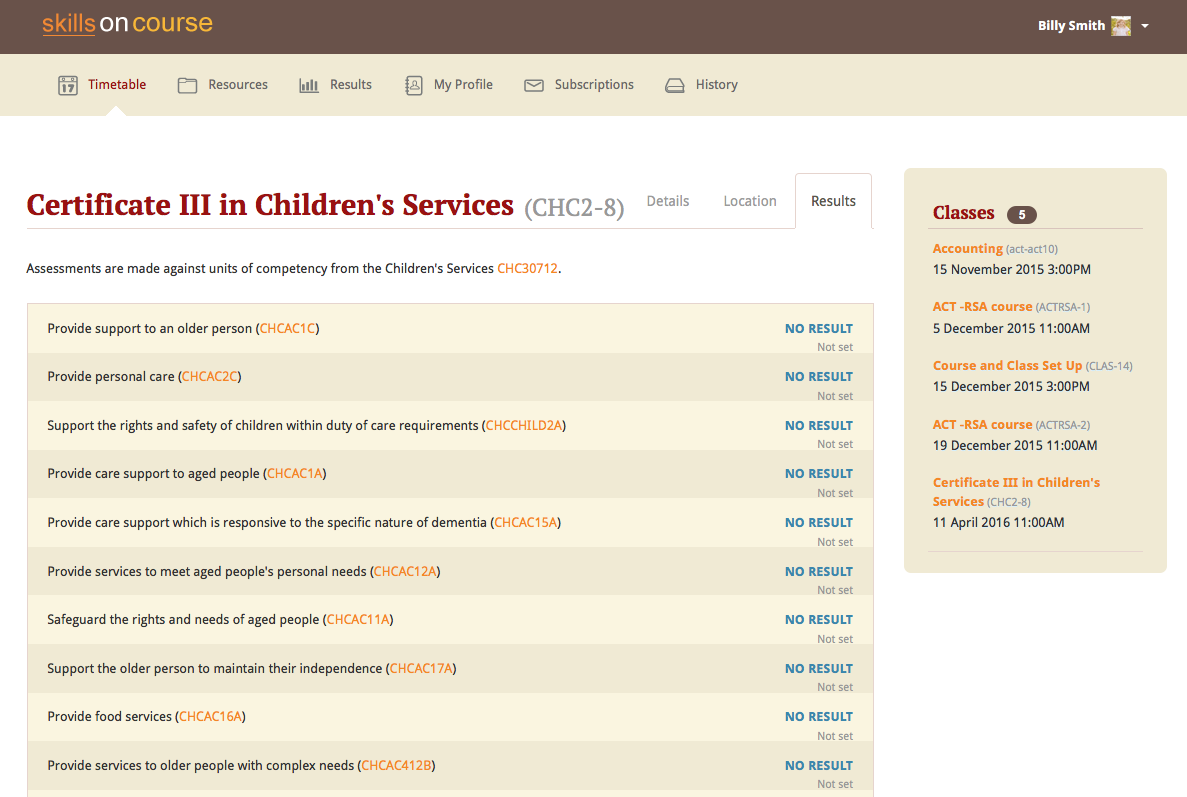 skillsoncourse
Billy Smith
17
Timetable
Resources
Results
My Profile
Subscriptions
History
Certificate III in Children's Services (CHC2-8)
Details
Location
Results
Assessments are made against units of competency from the Children's Services CHC30712.
Provide support to an older person (CHCAC1C)
NO RESULT
Not set
Provide personal care (CHCAC2C)
NO RESULT
Not set
Support the rights and safety of children within duty of care requirements (CHCCHILD2A)
NO RESULT
Not set
Provide care support to aged people (CHCAC1A)
NO RESULT
Not set
Provide care support which is responsive to the specific nature of dementia (CHCAC15A)
NO RESULT
Not set
Provide services to meet aged people's personal needs (CHCAC12A)
NO RESULT
Not set
Safeguard the rights and needs of aged people (CHCAC11A)
NO RESULT
Not set
Support the older person to maintain their independence (CHCAC17A)
NO RESULT
Not set
Provide food services (CHCAC16A)
NO RESULT
Not set
Provide services to older people with complex needs (CHCAC412B)
NO RESULT
Not set
Classes 5
Accounting (act-act10)
15 November 2015 3:00PM
ACT -RSA course (ACTRSA-1)
5 December 2015 11:00AM
Course and Class Set Up (CLAS-14)
15 December 2015 3:00PM
ACT -RSA course (ACTRSA-2)
19 December 2015 11:00AM
Certificate III in Children's
Services (CHC2-8)
11 April 2016 11:00AM